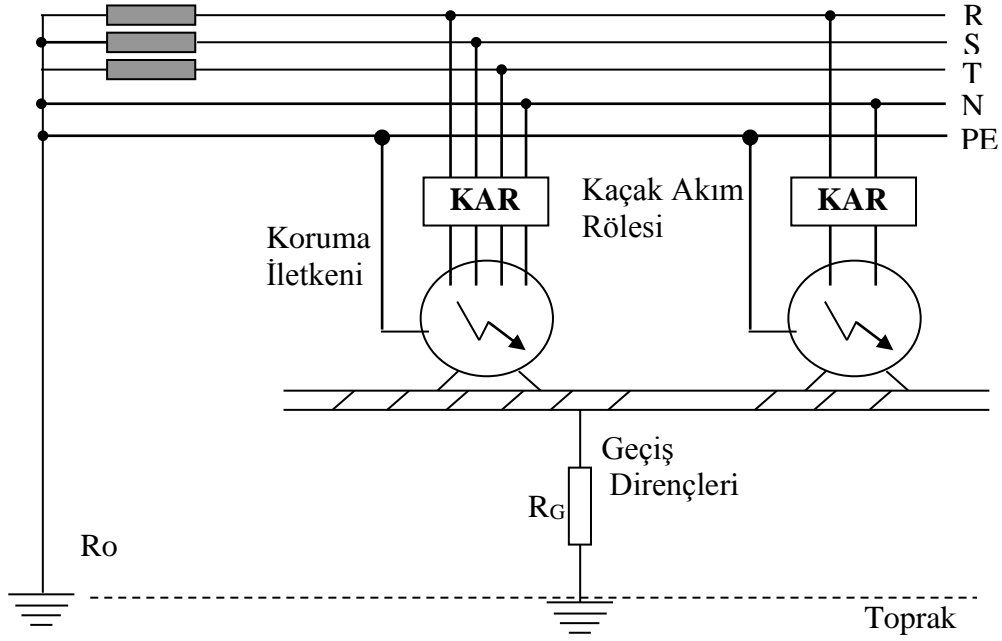 R
S
T
N
PE
KAR
Kaçak Akım
Rölesi
KAR
Koruma
İletkeni
Geçiş
Dirençleri
RG
Ro
Toprak